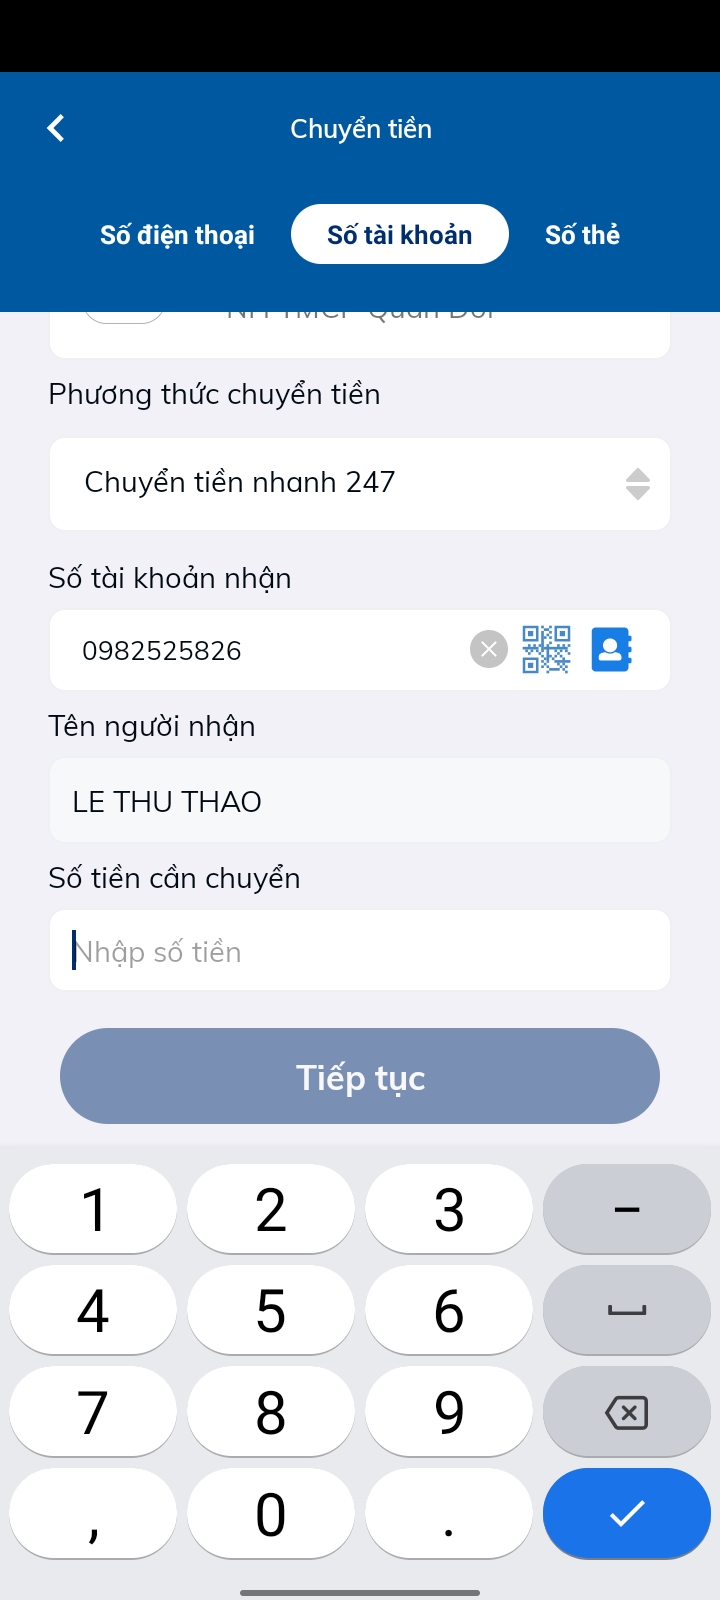 Chuyển tiền
Số điện thoại
Số tài khoản
Số thẻ
Phương thức chuyển tiền
Chuyển tiền nhanh 247
Số tài khoản nhận
0982525826
Tên người nhận
LE THU THAO
Số tiền cần chuyển
Nhập số tiền
Tiếp tục
1 2 3 –
4 5 6
7 8 9
, 0 .